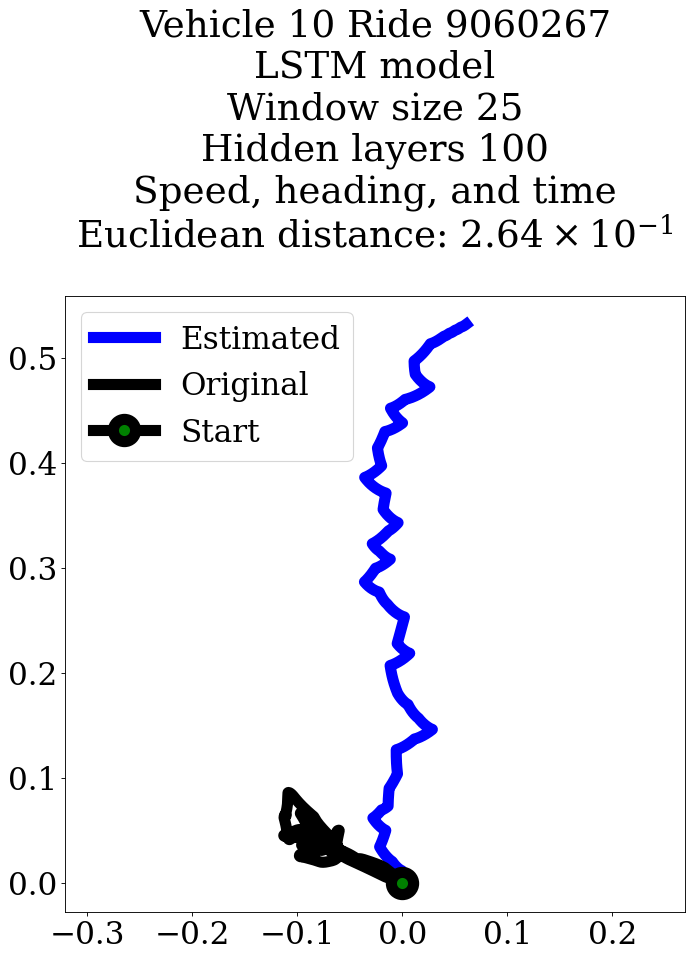 Vehicle 10 Ride 9060267
LSTM model
Window size 25
Hidden layers 100
Speed, heading, and time
Euclidean distance: 2.64 × 10⁻¹
Estimated
Original
Start
0.5
0.4
0.3
0.2
0.1
0.0
−0.3 −0.2 −0.1 0.0 0.1 0.2